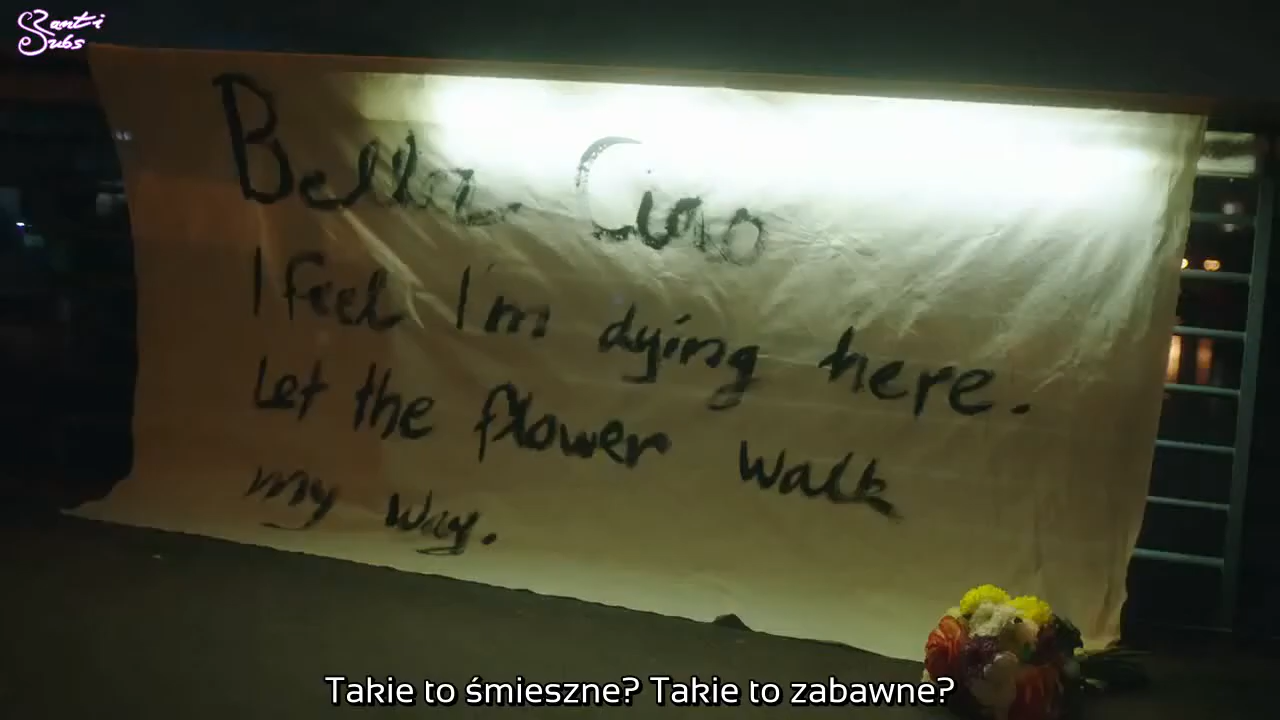 Santi
Subs
Bella Ciao
I feel I'm dying here.
Let the flower walk
my way.
Takie to śmieszne? Takie to zabawne?